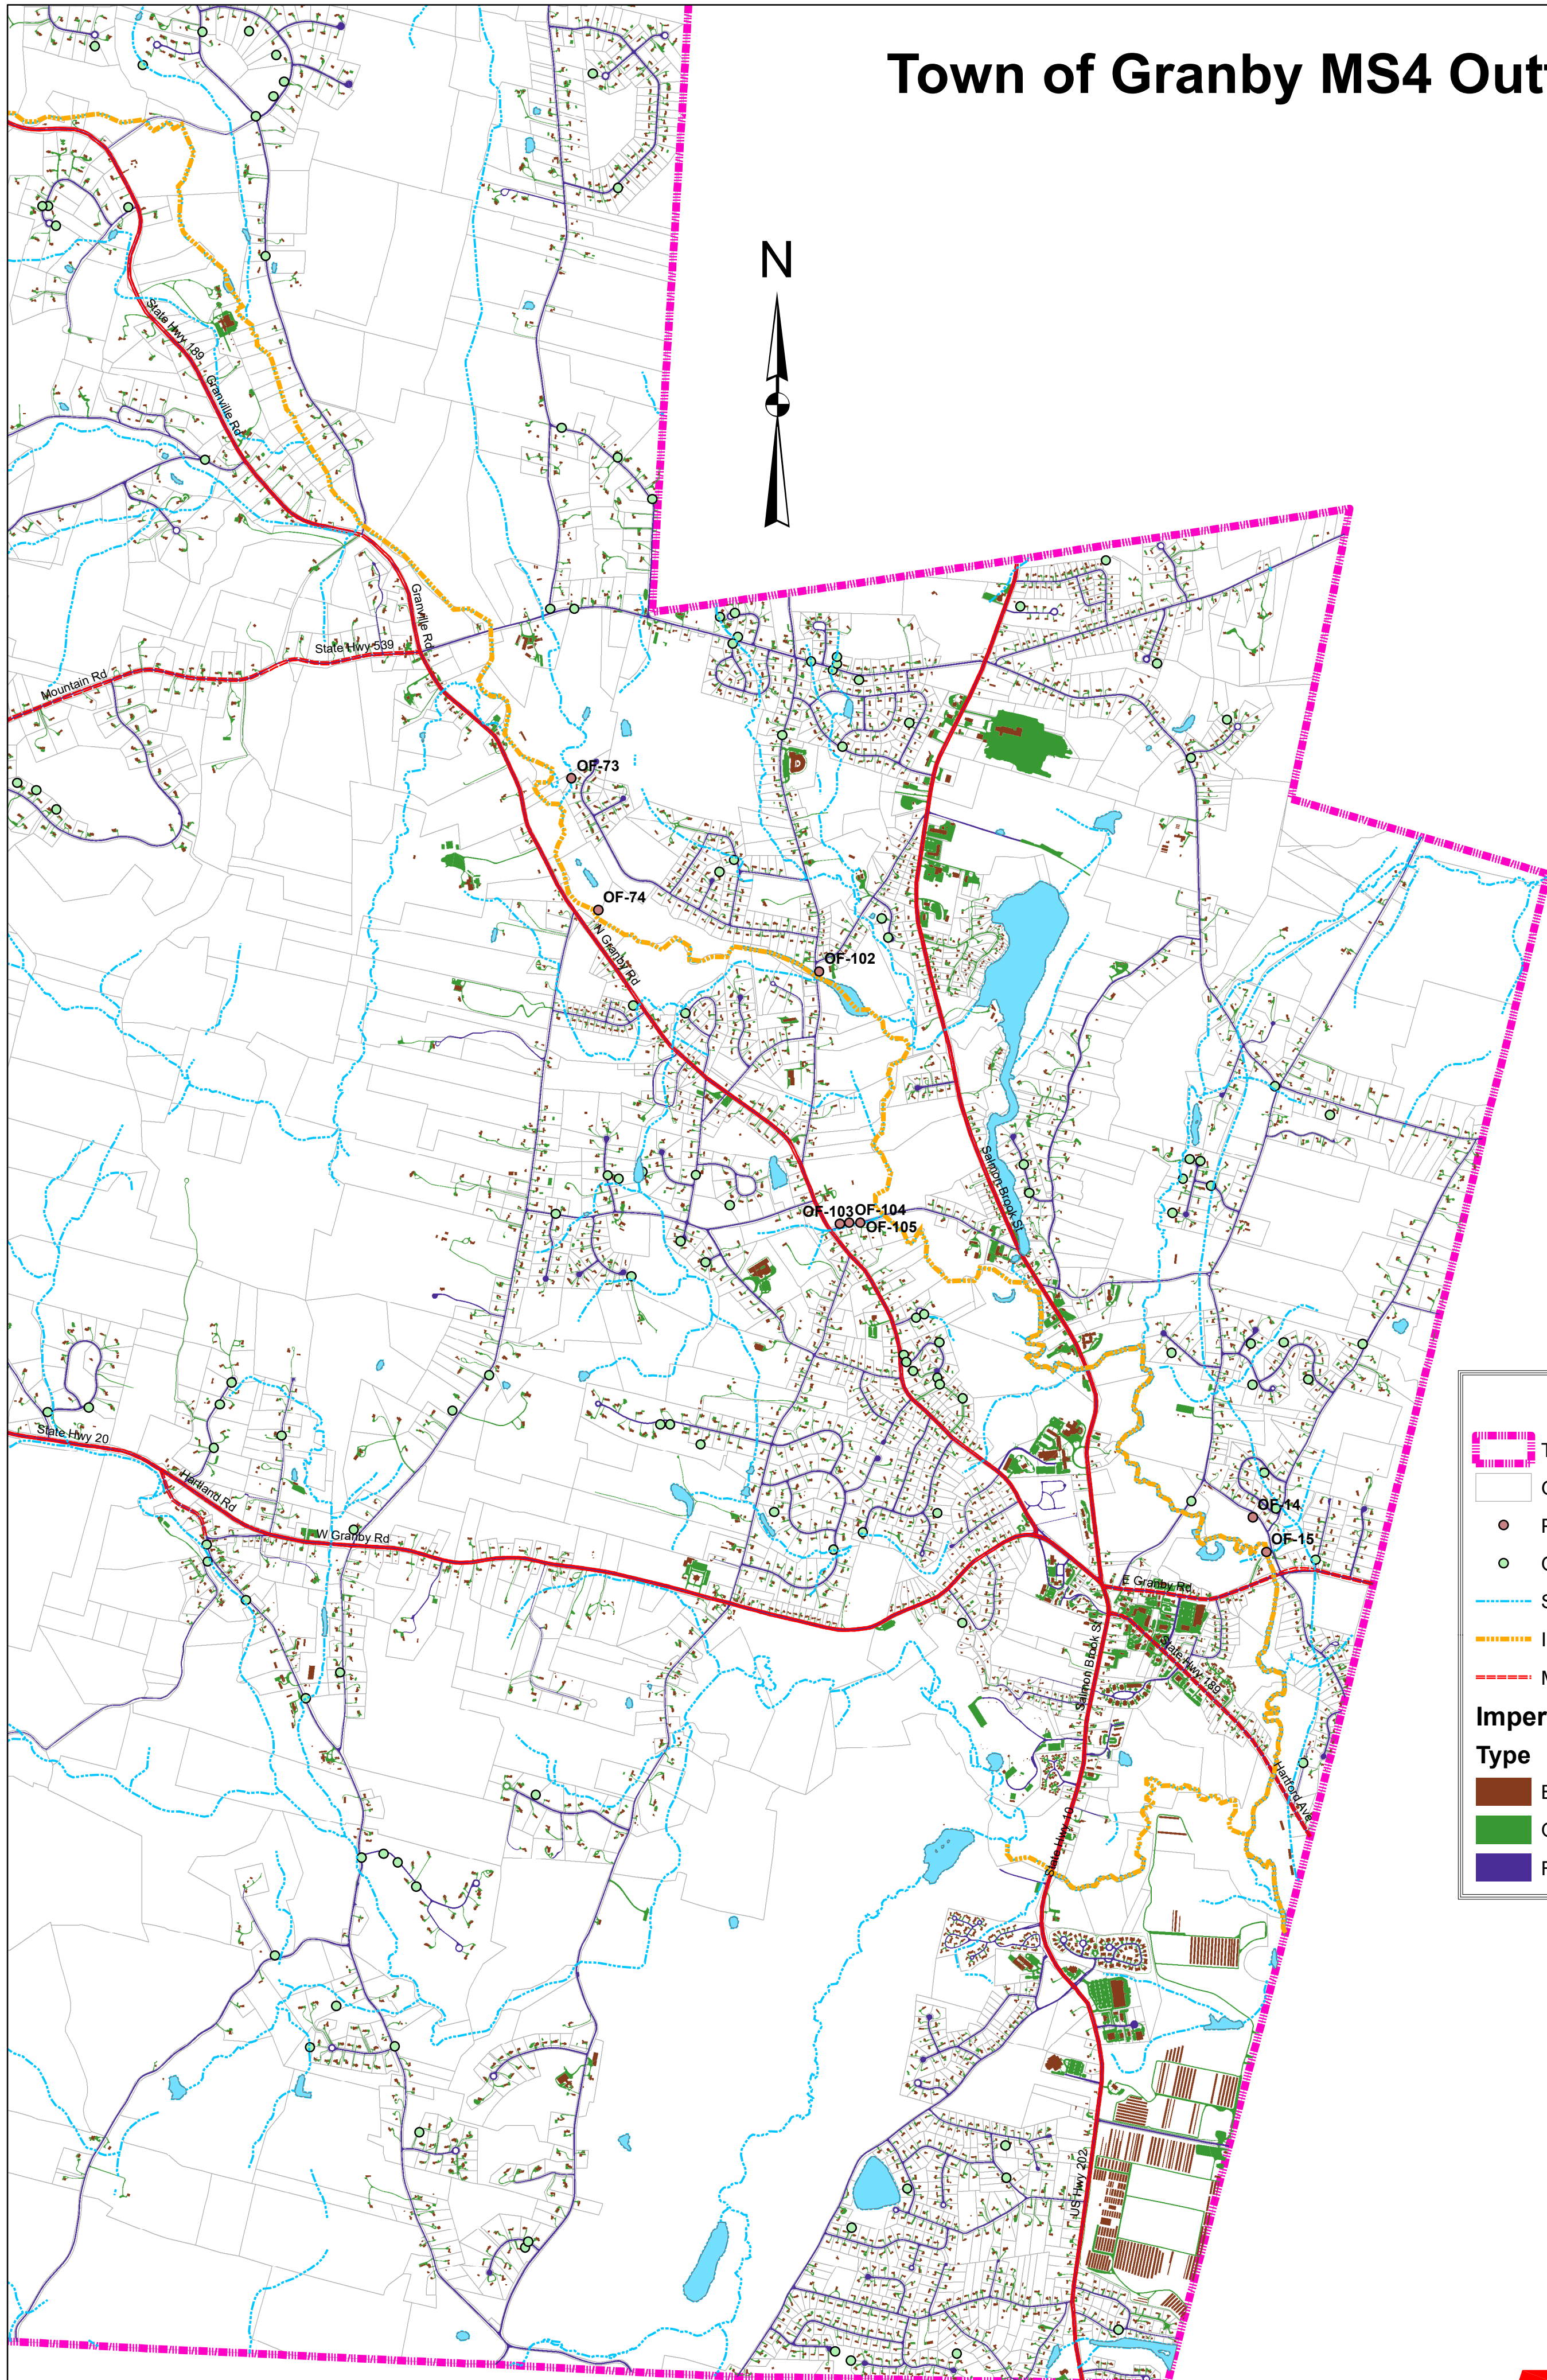 Town of Granby MS4 Out
N
State Hwy 189
Granville Rd
Granville Rd
State Hwy 539
Mountain Rd
OF-73
OF-74
N Granby Rd
OF-102
Salmon Brook St
OF-103
OF-104
OF-105
State Hwy 20
Hartland Rd
W Granby Rd
OF-14
OF-15
E Granby Rd
Salmon Brook St
State Hwy 189
Hartford Ave
State Hwy 10
US Hwy 202
Imper
Type